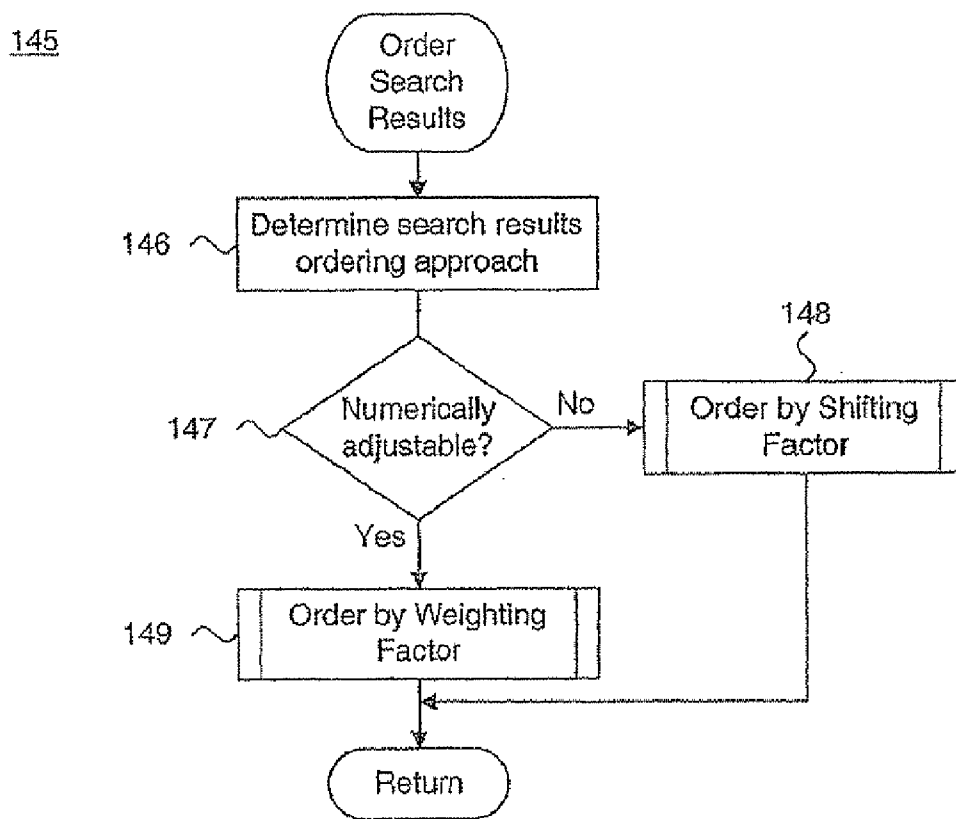 145
Order
Search
Results
146
Determine search results
ordering approach
147
Numerically
adjustable?
No
148
Order by Shifting
Factor
Yes
149
Order by Weighting
Factor
Return